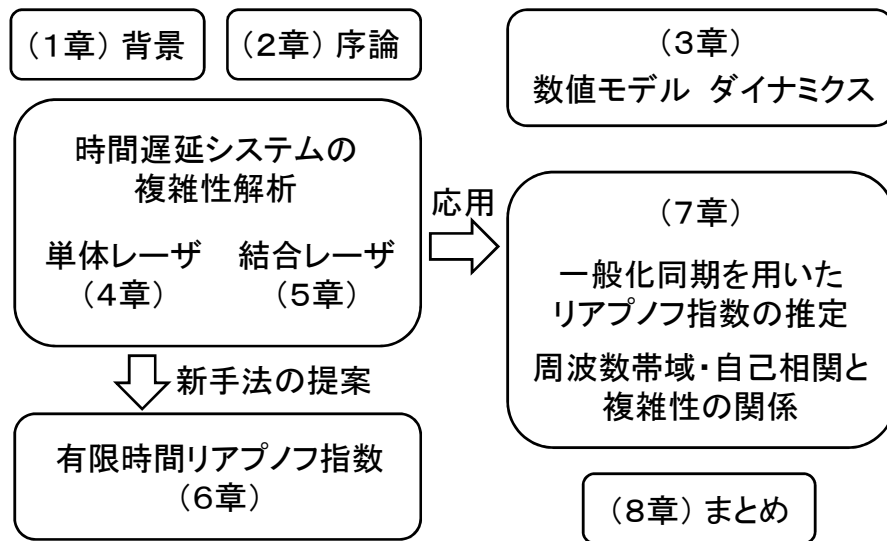 (1章) 背景
(2章) 序論
(3章)
数値モデル ダイナミクス
時間遅延システムの
複雑性解析
単体レーザ 結合レーザ
(4章) (5章)
応用
(7章)
一般化同期を用いた
リアプノフ指数の推定
周波数帯域・自己相関と
複雑性の関係
新手法の提案
有限時間リアプノフ指数
(6章)
(8章) まとめ